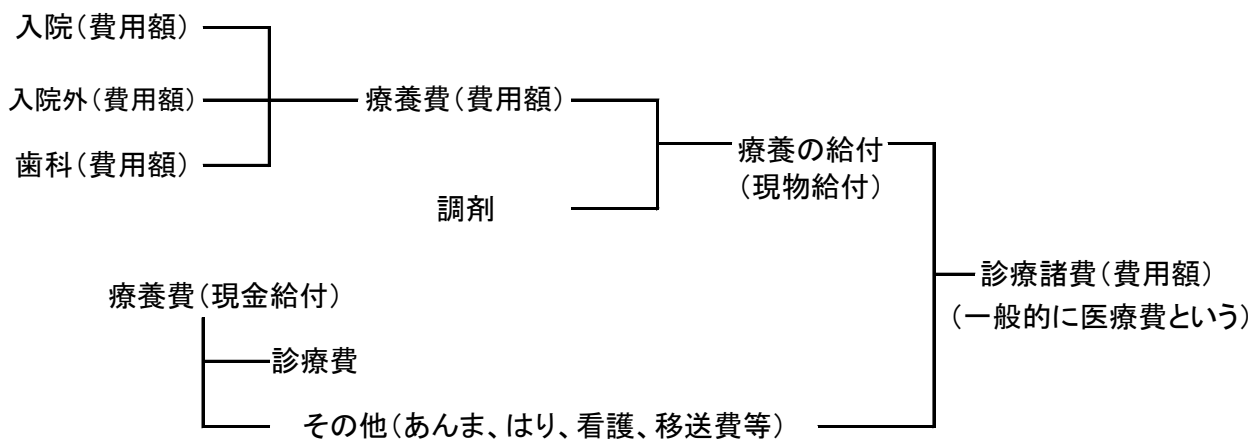 入院(費用額)
入院外(費用額)
療養費(費用額)
歯科(費用額)
療養の給付
(現物給付)
調剤
診療諸費(費用額)
(一般的に医療費という)
療養費(現金給付)
診療費
その他(あんま、はり、看護、移送費等)